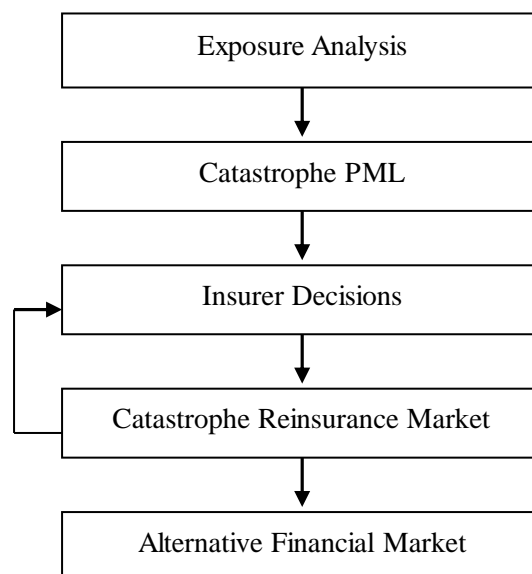 Exposure Analysis
Catastrophe PML
Insurer Decisions
Catastrophe Reinsurance Market
Alternative Financial Market